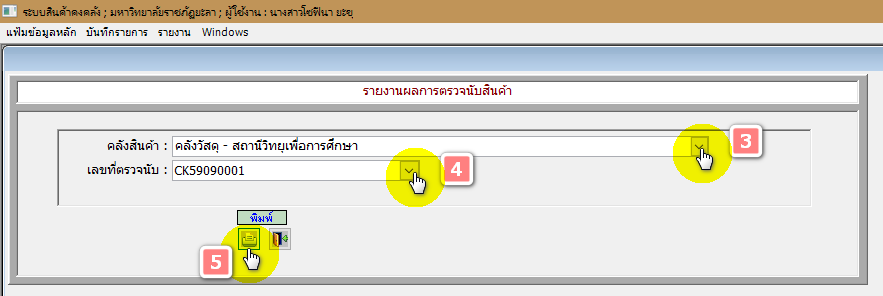 ระบบสินค้าคงคลัง ; มหาวิทยาลัยราชภัฏยะลา ; ผู้ใช้งาน : นางสาวโซฟีนา ยะขุ
แฟ้มข้อมูลหลัก บันทึกรายการ รายงาน Windows
รายงานผลการตรวจนับสินค้า
คลังสินค้า : คลังวัสดุ - สถานีวิทยุเพื่อการศึกษา
3
เลขที่ตรวจนับ : CK59090001
4
พิมพ์
5